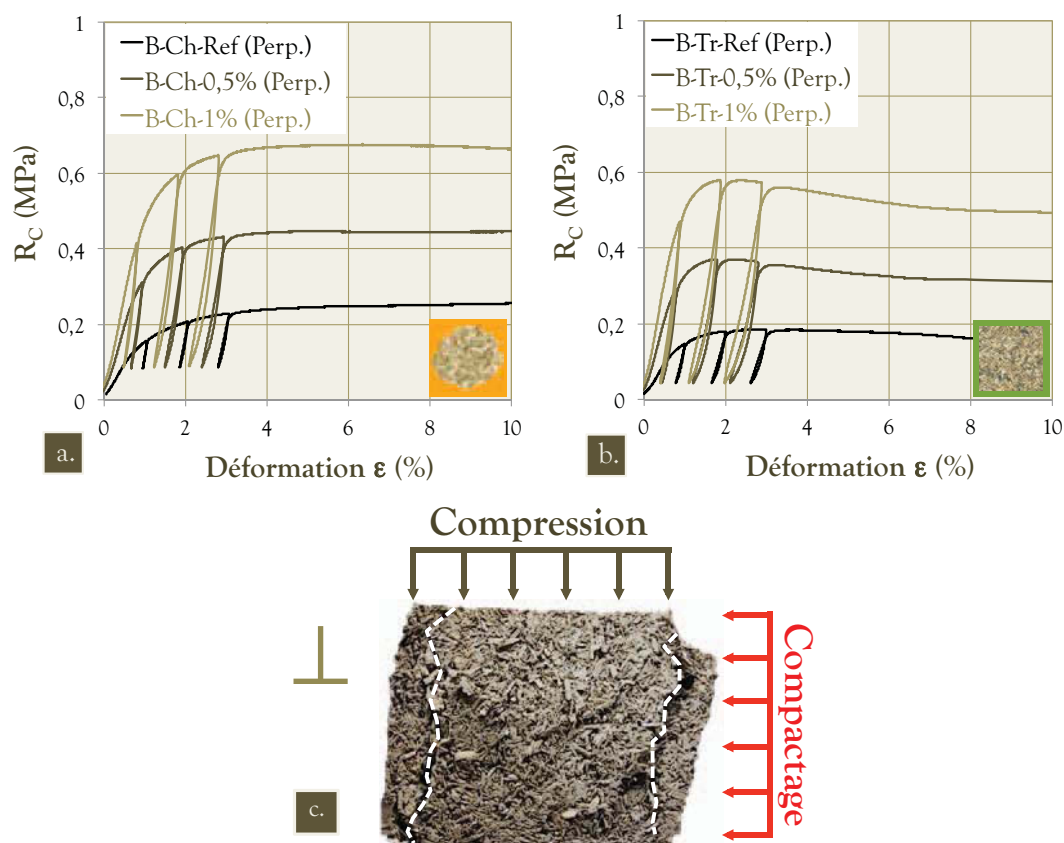 B-Ch-Ref (Perp.)
B-Ch-0,5% (Perp.)
B-Ch-1% (Perp.)
R_C (MPa)
1
0,8
0,6
0,4
0,2
0
0 2 4 6 8 10
Déformation ε (%)
a.
B-Tr-Ref (Perp.)
B-Tr-0,5% (Perp.)
B-Tr-1% (Perp.)
R_C (MPa)
1
0,8
0,6
0,4
0,2
0
0 2 4 6 8 10
Déformation ε (%)
b.
Compression
Compactage
c.